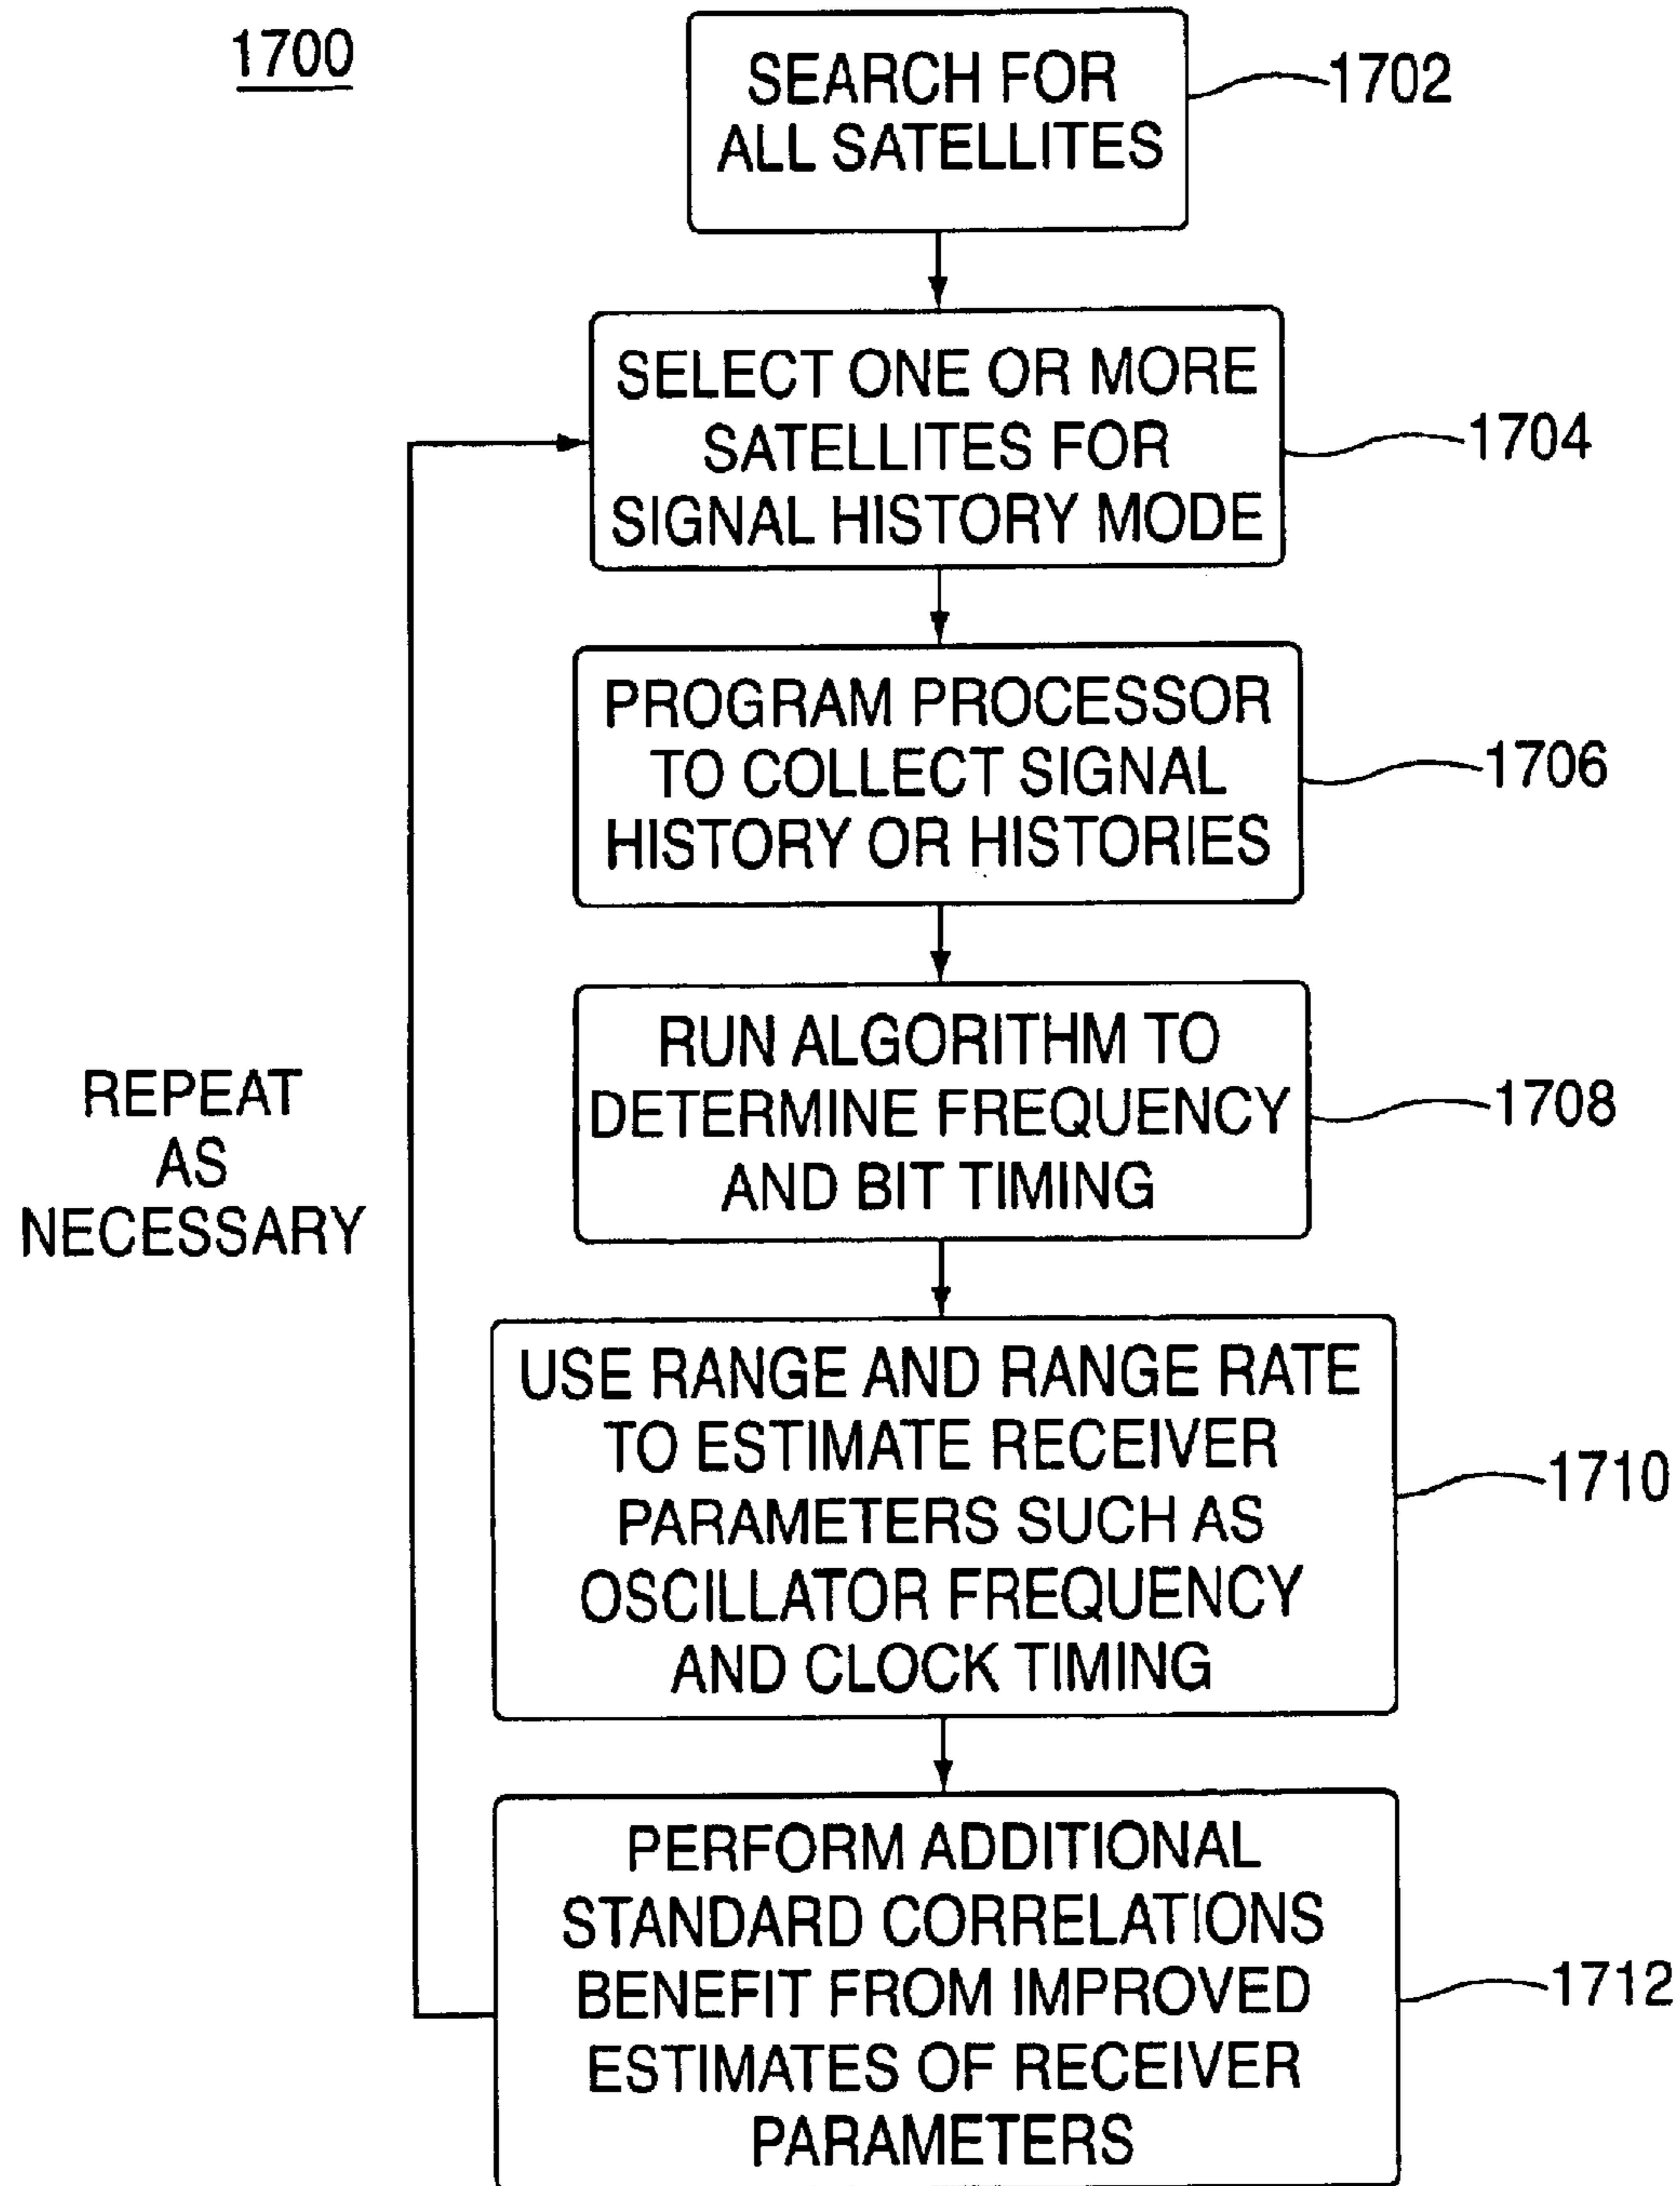 1700
SEARCH FOR
ALL SATELLITES
1702
SELECT ONE OR MORE
SATELLITES FOR
SIGNAL HISTORY MODE
1704
PROGRAM PROCESSOR
TO COLLECT SIGNAL
HISTORY OR HISTORIES
1706
RUN ALGORITHM TO
DETERMINE FREQUENCY
AND BIT TIMING
1708
REPEAT
AS
NECESSARY
USE RANGE AND RANGE RATE
TO ESTIMATE RECEIVER
PARAMETERS SUCH AS
OSCILLATOR FREQUENCY
AND CLOCK TIMING
1710
PERFORM ADDITIONAL
STANDARD CORRELATIONS
BENEFIT FROM IMPROVED
ESTIMATES OF RECEIVER
PARAMETERS
1712